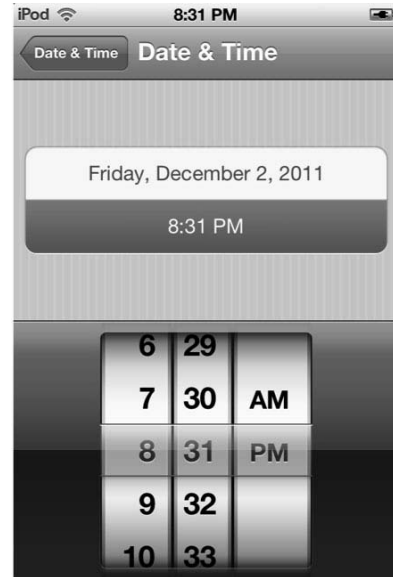 iPod 8:31 PM
Date & Time Date & Time
Friday, December 2, 2011
8:31 PM
6 29
7 30 AM
8 31 PM
9 32
10 33